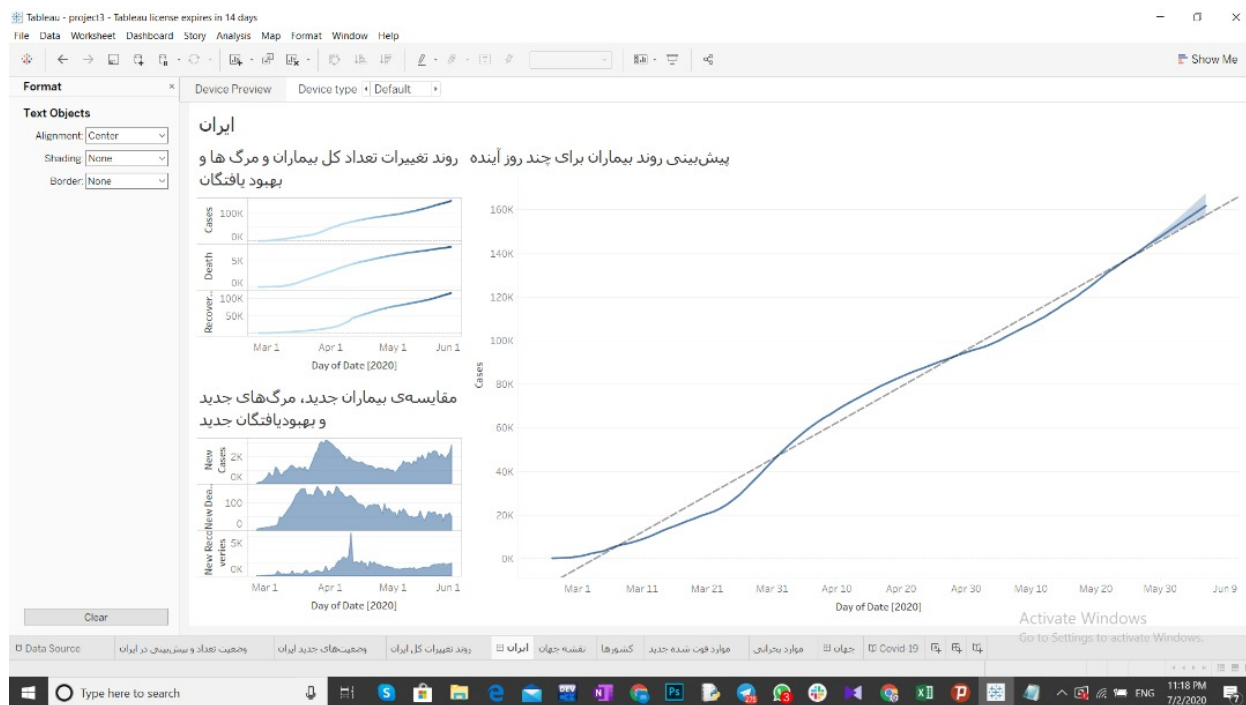 Tableau - project3 - Tableau license expires in 14 days
File Data Worksheet Dashboard Story Analysis Map Format Window Help
Show Me
Format
Device Preview Device type Default
Text Objects
Alignment: Center
Shading: None
Border: None
Clear
ایران
روند تغییرات تعداد کل بیماران و مرگ ها و
بهبود یافتگان
Cases
100K
0K
Death
5K
0K
Recover..
100K
50K
Mar 1 Apr 1 May 1 Jun 1
Day of Date [2020]
مقایسه‌ی بیماران جدید، مرگ‌های جدید
و بهبودیافتگان جدید
New
Cases
2K
0K
New Dea..
100
0
New Reco
veries
5K
0K
Mar 1 Apr 1 May 1 Jun 1
Day of Date [2020]
پیش‌بینی روند بیماران برای چند روز آینده
Cases
160K
140K
120K
100K
80K
60K
40K
20K
0K
Mar 1 Mar 11 Mar 21 Mar 31 Apr 10 Apr 20 Apr 30 May 10 May 20 May 30 Jun 9
Day of Date [2020]
Activate Windows
Go to Settings to activate Windows.
Data Source
وضعیت تعداد و پیش‌بینی در ایران
وضعیت‌های جدید ایران
روند تغییرات کل ایران
ایران
نقشه جهان
کشورها
موارد فوت شده جدید
موارد بحرانی
جهان
Covid-19
Type here to search
ENG
11:18 PM
7/2/2020